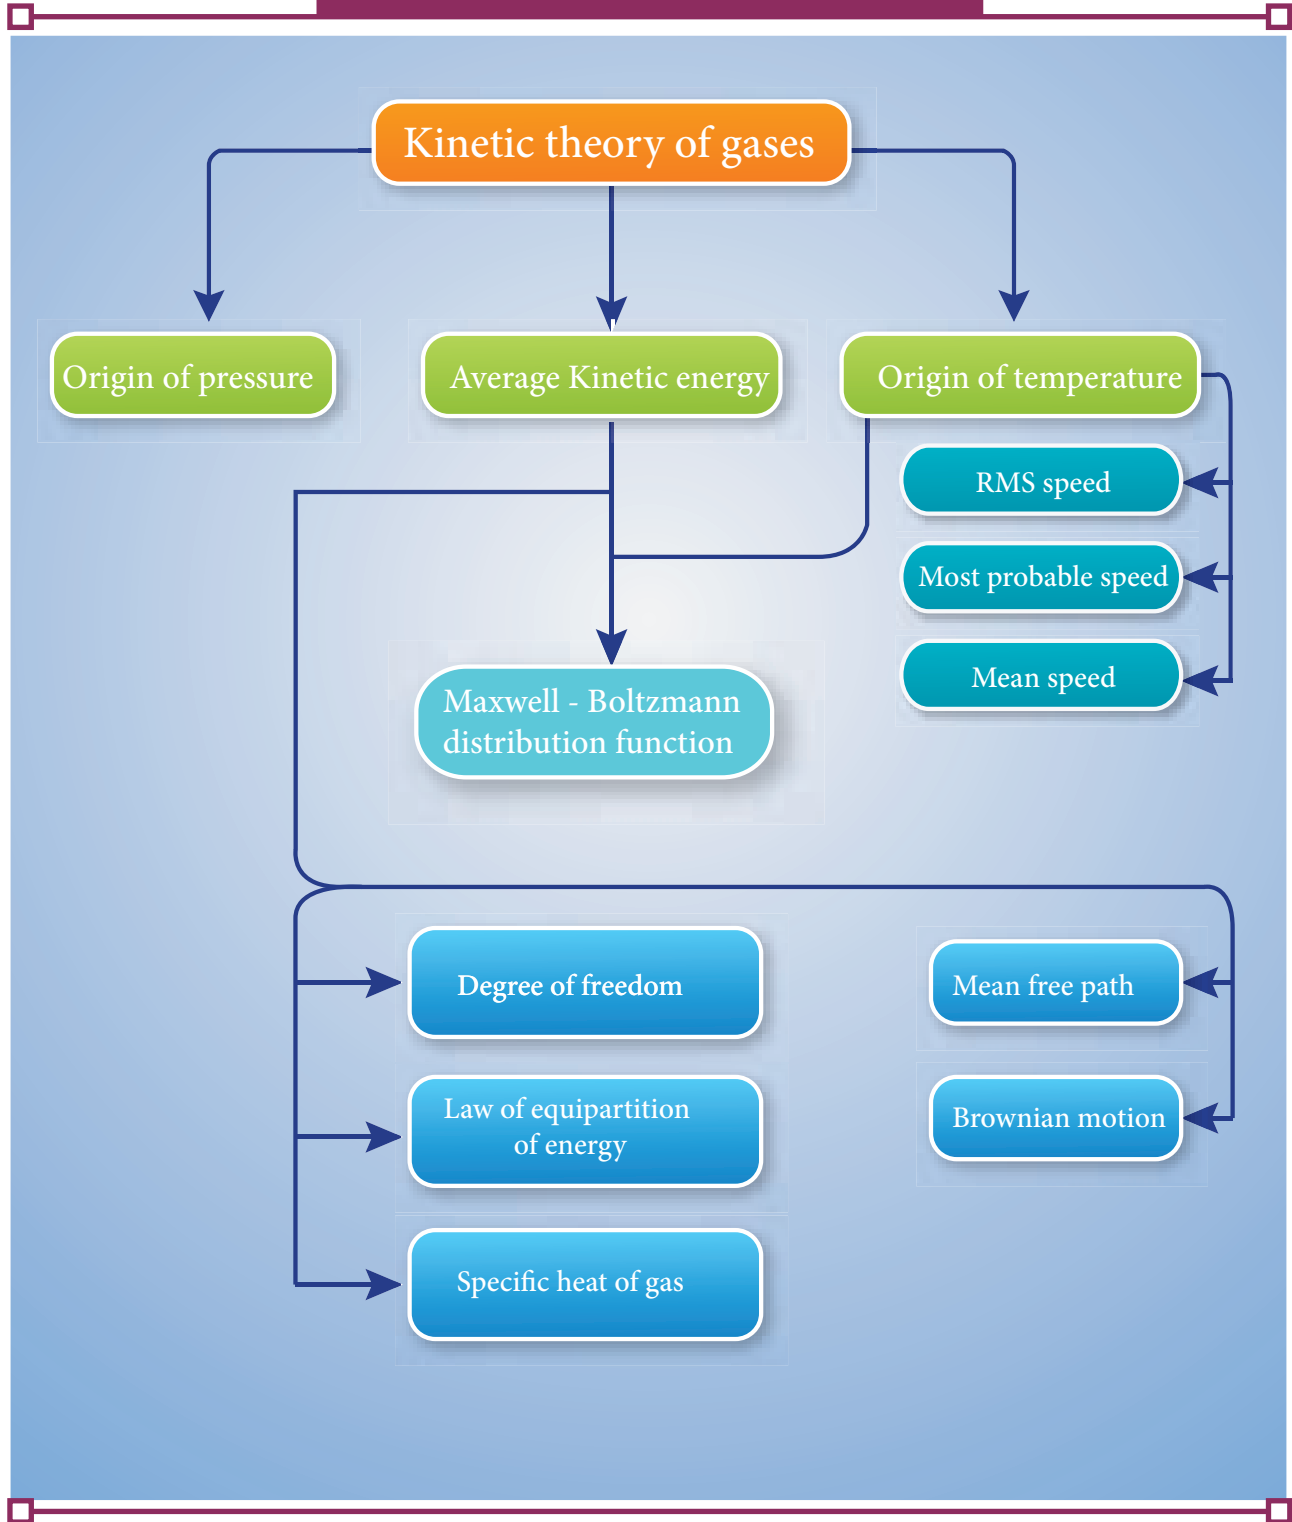 Kinetic theory of gases
Origin of pressure
Average Kinetic energy
Origin of temperature
RMS speed
Most probable speed
Mean speed
Maxwell - Boltzmann
distribution function
Degree of freedom
Law of equipartition
of energy
Specific heat of gas
Mean free path
Brownian motion